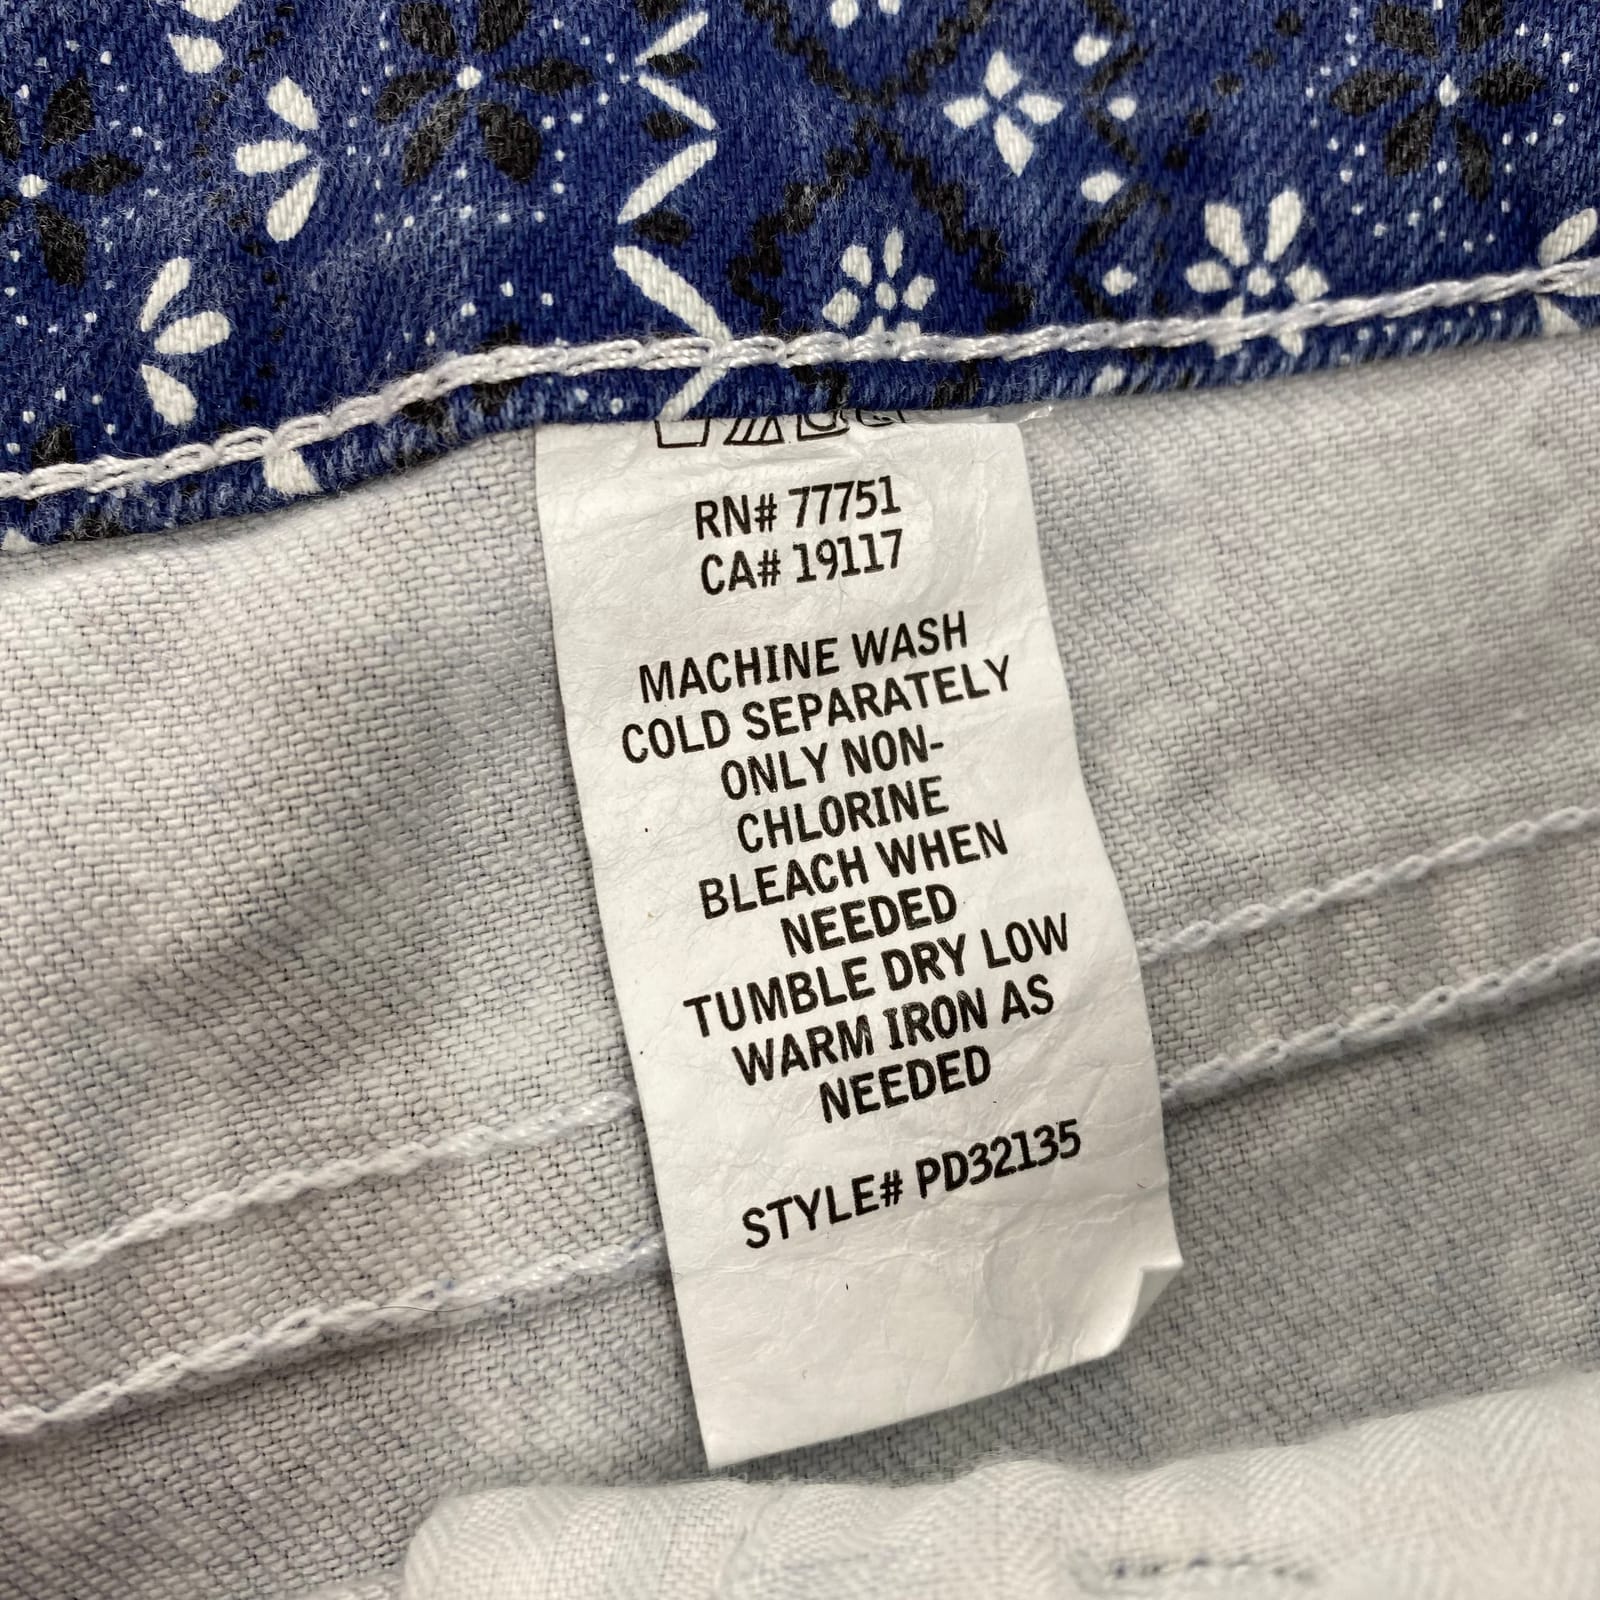 RN# 77751
CA# 19117
MACHINE WASH
COLD SEPARATELY
ONLY NON-
CHLORINE
BLEACH WHEN
NEEDED
TUMBLE DRY LOW
WARM IRON AS
NEEDED
STYLE# PD32135